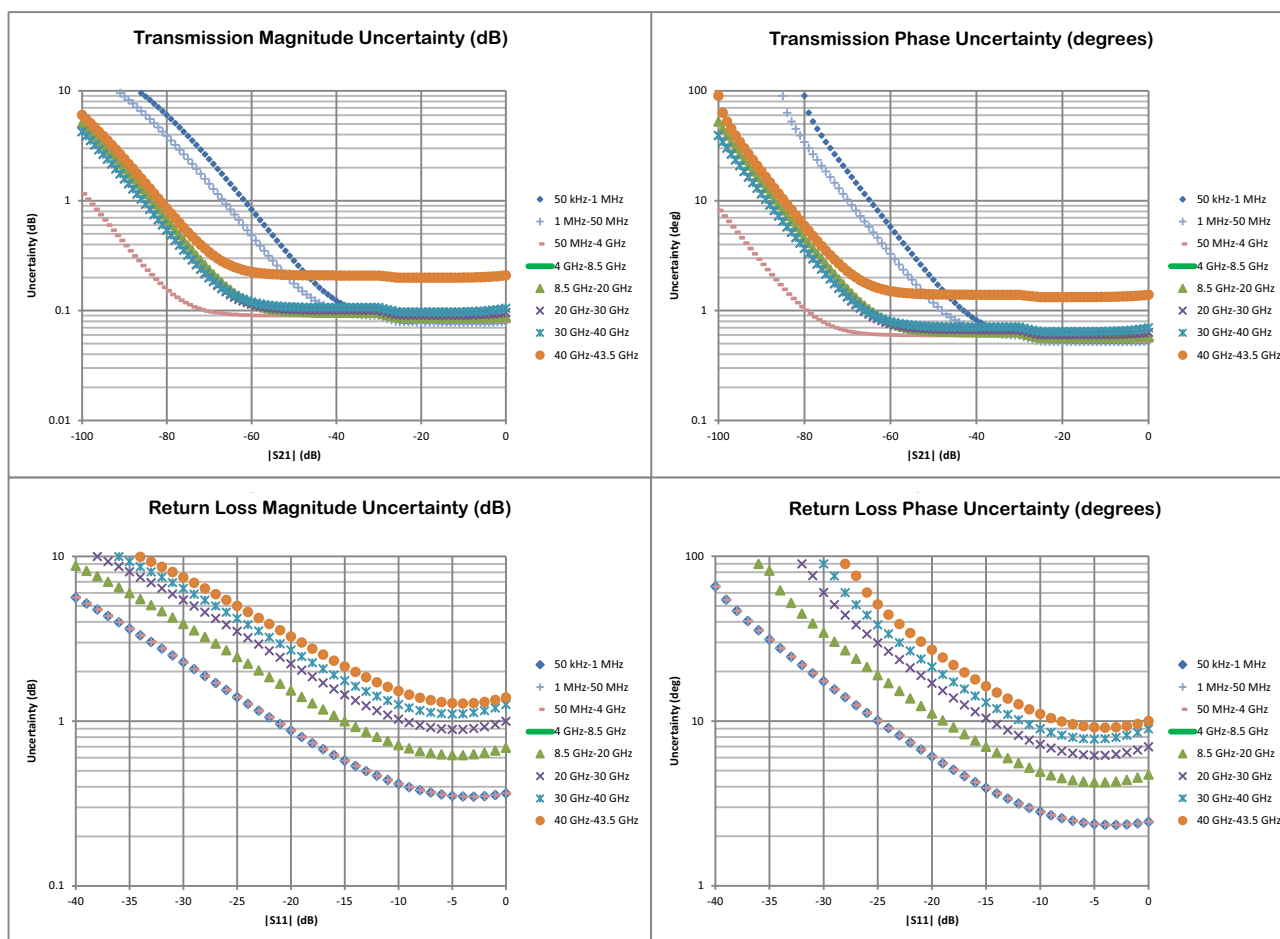 Transmission Magnitude Uncertainty (dB)
Uncertainty (dB)
10
1
0.1
0.01
-100
-80
-60
-40
-20
0
|S21| (dB)
50 kHz-1 MHz
1 MHz-50 MHz
50 MHz-4 GHz
4 GHz-8.5 GHz
8.5 GHz-20 GHz
20 GHz-30 GHz
30 GHz-40 GHz
40 GHz-43.5 GHz
Transmission Phase Uncertainty (degrees)
Uncertainty (deg)
100
10
1
0.1
-100
-80
-60
-40
-20
0
|S21| (dB)
50 kHz-1 MHz
1 MHz-50 MHz
50 MHz-4 GHz
4 GHz-8.5 GHz
8.5 GHz-20 GHz
20 GHz-30 GHz
30 GHz-40 GHz
40 GHz-43.5 GHz
Return Loss Magnitude Uncertainty (dB)
Uncertainty (dB)
10
1
0.1
-40
-35
-30
-25
-20
-15
-10
-5
0
|S11| (dB)
50 kHz-1 MHz
1 MHz-50 MHz
50 MHz-4 GHz
4 GHz-8.5 GHz
8.5 GHz-20 GHz
20 GHz-30 GHz
30 GHz-40 GHz
40 GHz-43.5 GHz
Return Loss Phase Uncertainty (degrees)
Uncertainty (deg)
100
10
1
-40
-35
-30
-25
-20
-15
-10
-5
0
|S11| (dB)
50 kHz-1 MHz
1 MHz-50 MHz
50 MHz-4 GHz
4 GHz-8.5 GHz
8.5 GHz-20 GHz
20 GHz-30 GHz
30 GHz-40 GHz
40 GHz-43.5 GHz